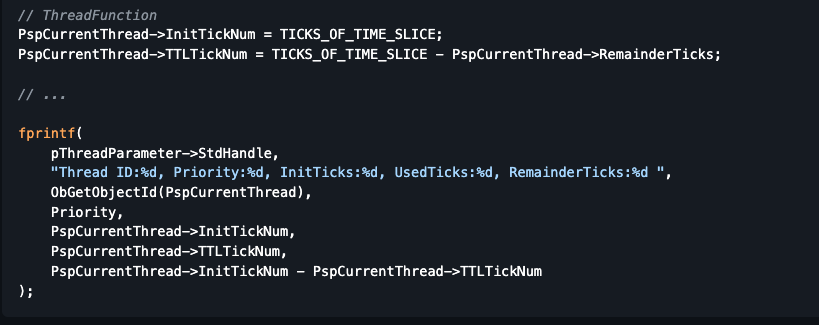 // ThreadFunction
PspCurrentThread->InitTickNum = TICKS_OF_TIME_SLICE;
PspCurrentThread->TTLTickNum = TICKS_OF_TIME_SLICE - PspCurrentThread->RemainderTicks;
// ...
fprintf(
pThreadParameter->StdHandle,
"Thread ID:%d, Priority:%d, InitTicks:%d, UsedTicks:%d, RemainderTicks:%d ",
ObGetObjectId(PspCurrentThread),
Priority,
PspCurrentThread->InitTickNum,
PspCurrentThread->TTLTickNum,
PspCurrentThread->InitTickNum - PspCurrentThread->TTLTickNum
);